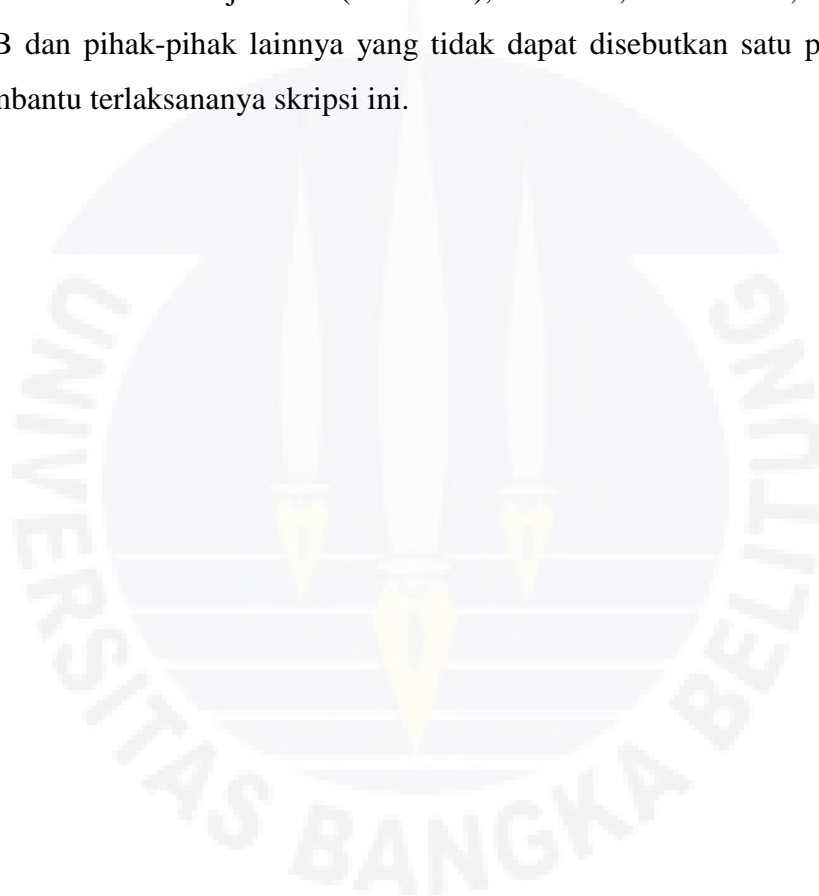 B dan pihak-pihak lainnya yang tidak dapat disebutkan satu p
mbantu terlaksananya skripsi ini.
UNIVERSITAS BANGKA BELITUNG